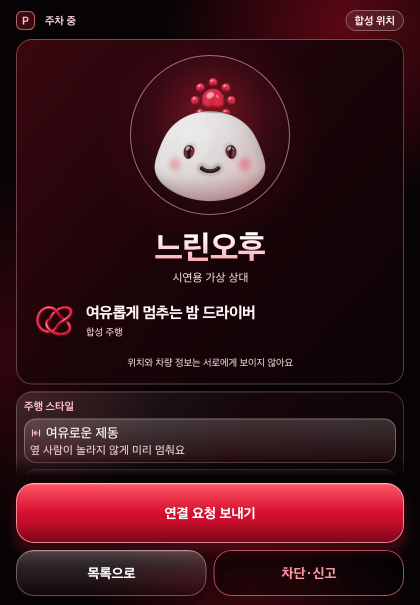 P 주차 중
합성 위치
느린오후
시연용 가상 상대
여유롭게 멈추는 밤 드라이버
합성 주행
위치와 차량 정보는 서로에게 보이지 않아요
주행 스타일
여유로운 제동
옆 사람이 놀라지 않게 미리 멈춰요
연결 요청 보내기
목록으로
차단·신고